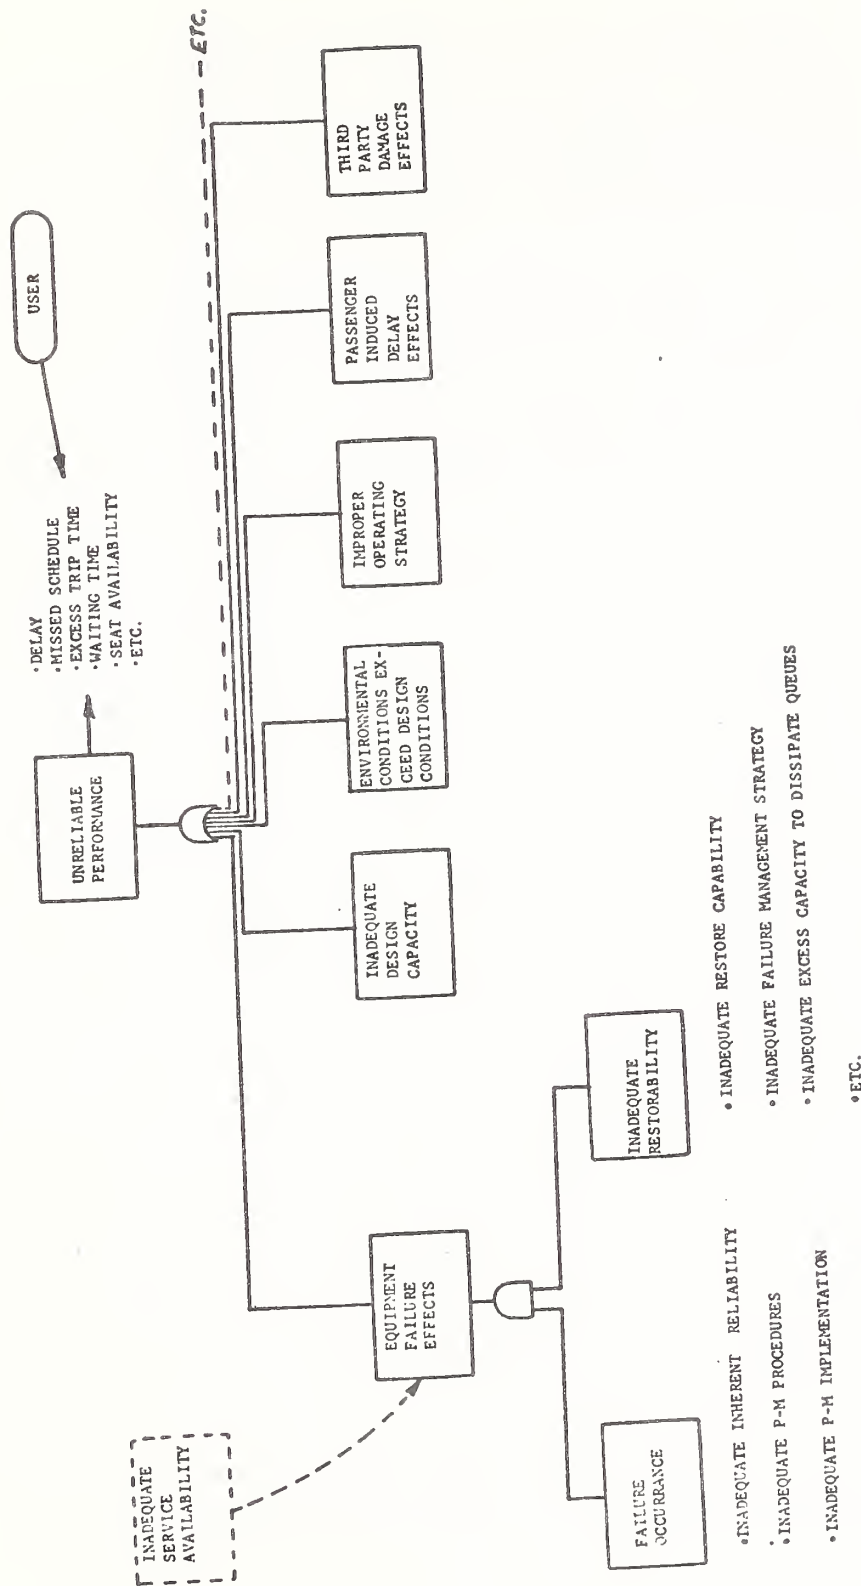 USER
· DELAY
· MISSED SCHEDULE
· EXCESS TRIP TIME
· WAITING TIME
· SEAT AVAILABILITY
· ETC.
UNRELIABLE
PERFORMANCE
ETC.
INADEQUATE
SERVICE
AVAILABILITY
EQUIPMENT
FAILURE
EFFECTS
INADEQUATE
DESIGN
CAPACITY
ENVIRONMENTAL
CONDITIONS EX-
CEED DESIGN
CONDITIONS
IMPROPER
OPERATING
STRATEGY
PASSENGER
INDUCED
DELAY
EFFECTS
THIRD
PARTY
DAMAGE
EFFECTS
FAILURE
OCCURRANCE
INADEQUATE
RESTORABILITY
• INADEQUATE INHERENT RELIABILITY
• INADEQUATE P-M PROCEDURES
• INADEQUATE P-M IMPLEMENTATION
• INADEQUATE RESTORE CAPABILITY
• INADEQUATE FAILURE MANAGEMENT STRATEGY
• INADEQUATE EXCESS CAPACITY TO DISSIPATE QUEUES
• ETC.